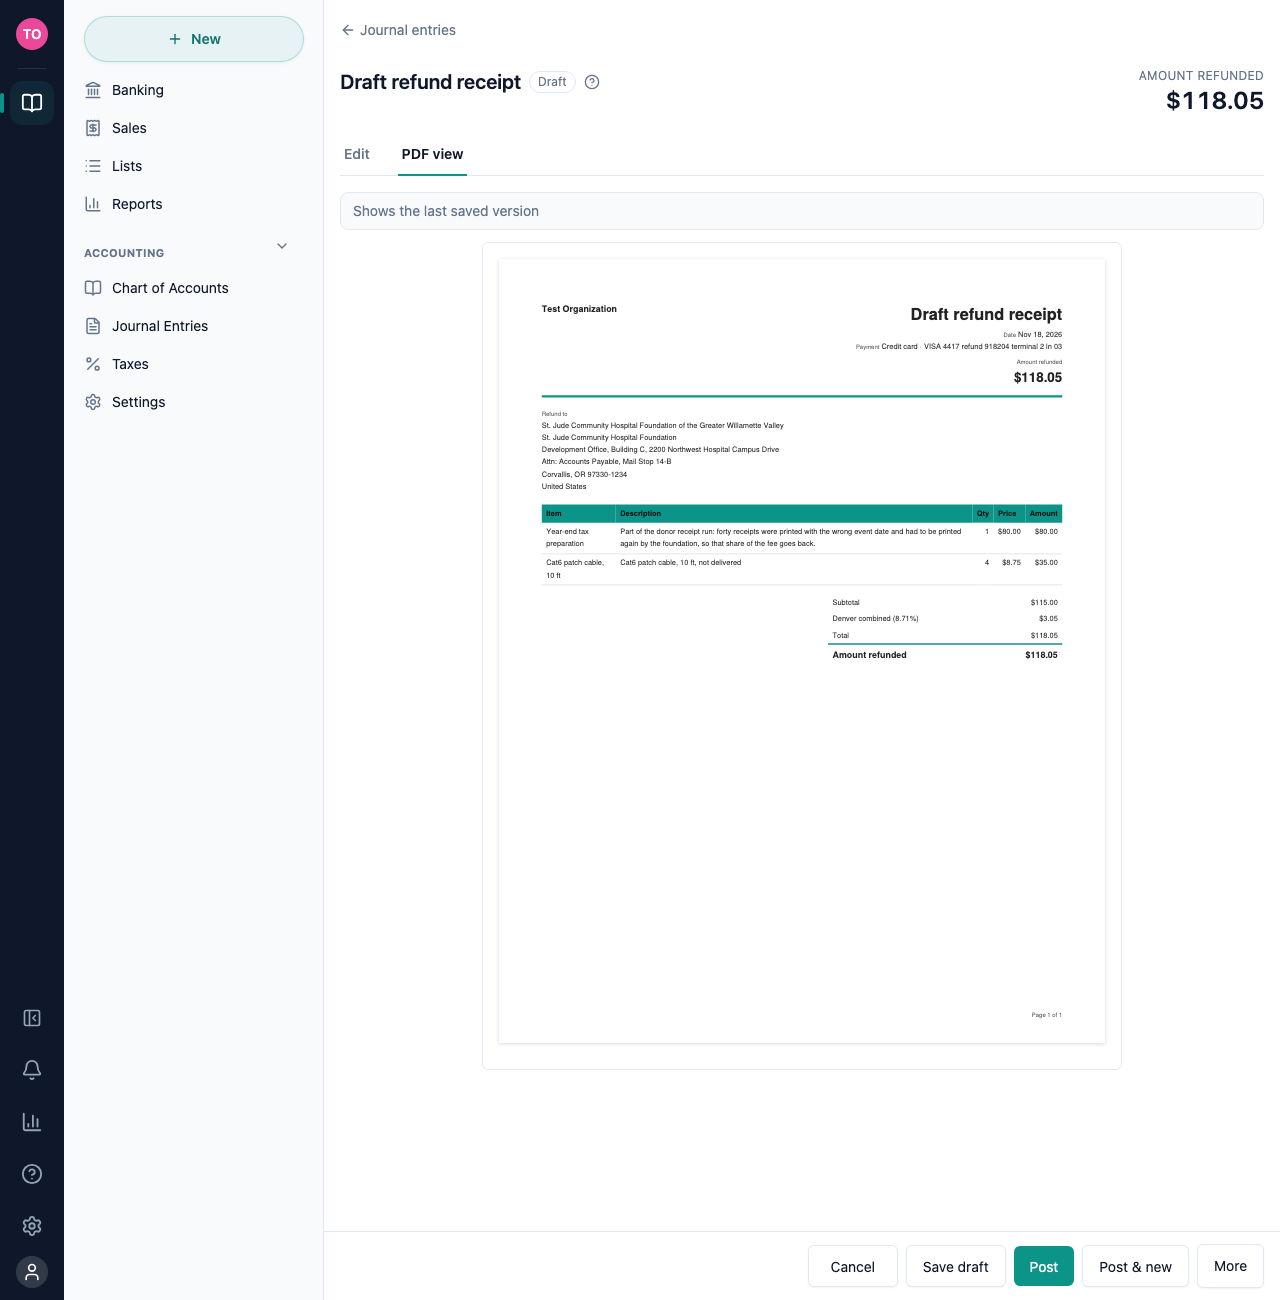 TO
New
Banking
Sales
Lists
Reports
ACCOUNTING
Chart of Accounts
Journal Entries
Taxes
Settings
Journal entries
Draft refund receipt Draft
AMOUNT REFUNDED
$118.05
Edit PDF view
Shows the last saved version
Test Organization
Draft refund receipt
Date Nov 18, 2026
Payment Credit card · VISA 4417 refund 918204 terminal 2 ln 03
Amount refunded
$118.05
Refund to
St. Jude Community Hospital Foundation of the Greater Willamette Valley
St. Jude Community Hospital Foundation
Development Office, Building C, 2200 Northwest Hospital Campus Drive
Attn: Accounts Payable, Mail Stop 14-B
Corvallis, OR 97330-1234
United States
Item Description Qty Price Amount
Year-end tax preparation Part of the donor receipt run: forty receipts were printed with the wrong event date and had to be printed again by the foundation, so that share of the fee goes back. 1 $80.00 $80.00
Cat6 patch cable, 10 ft Cat6 patch cable, 10 ft, not delivered 4 $8.75 $35.00
Subtotal $115.00
Denver combined (8.71%) $3.05
Total $118.05
Amount refunded $118.05
Page 1 of 1
Cancel Save draft Post Post & new More